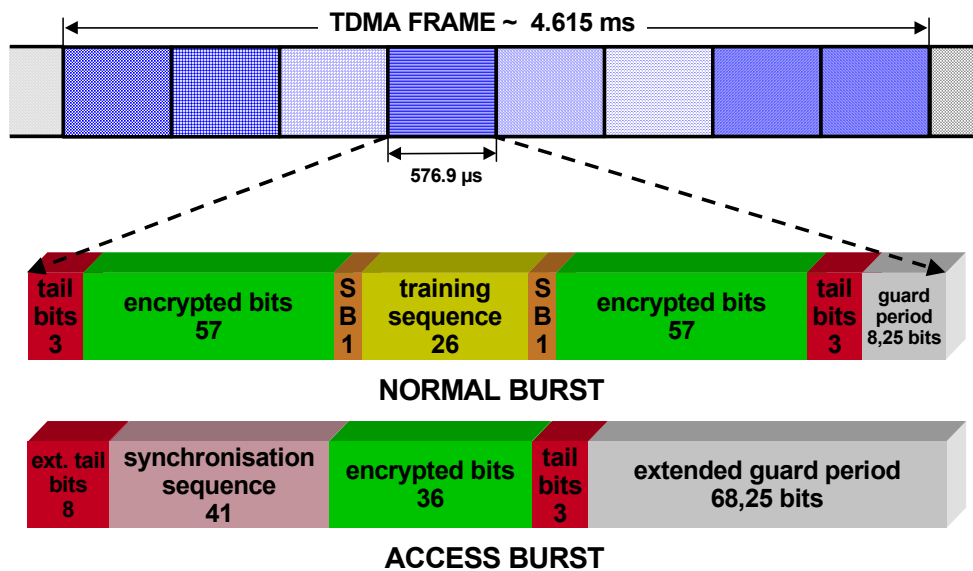 TDMA FRAME ~ 4.615 ms
576.9 µs
tail
bits
3
encrypted bits
57
S
B
1
training
sequence
26
S
B
1
encrypted bits
57
tail
bits
3
guard
period
8,25 bits
NORMAL BURST
ext. tail
bits
8
synchronisation
sequence
41
encrypted bits
36
tail
bits
3
extended guard period
68,25 bits
ACCESS BURST